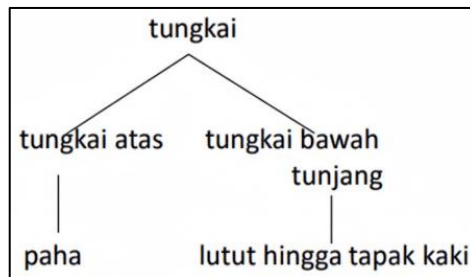 tungkai
tungkai atas tungkai bawah
tunjang
paha lutut hingga tapak kaki